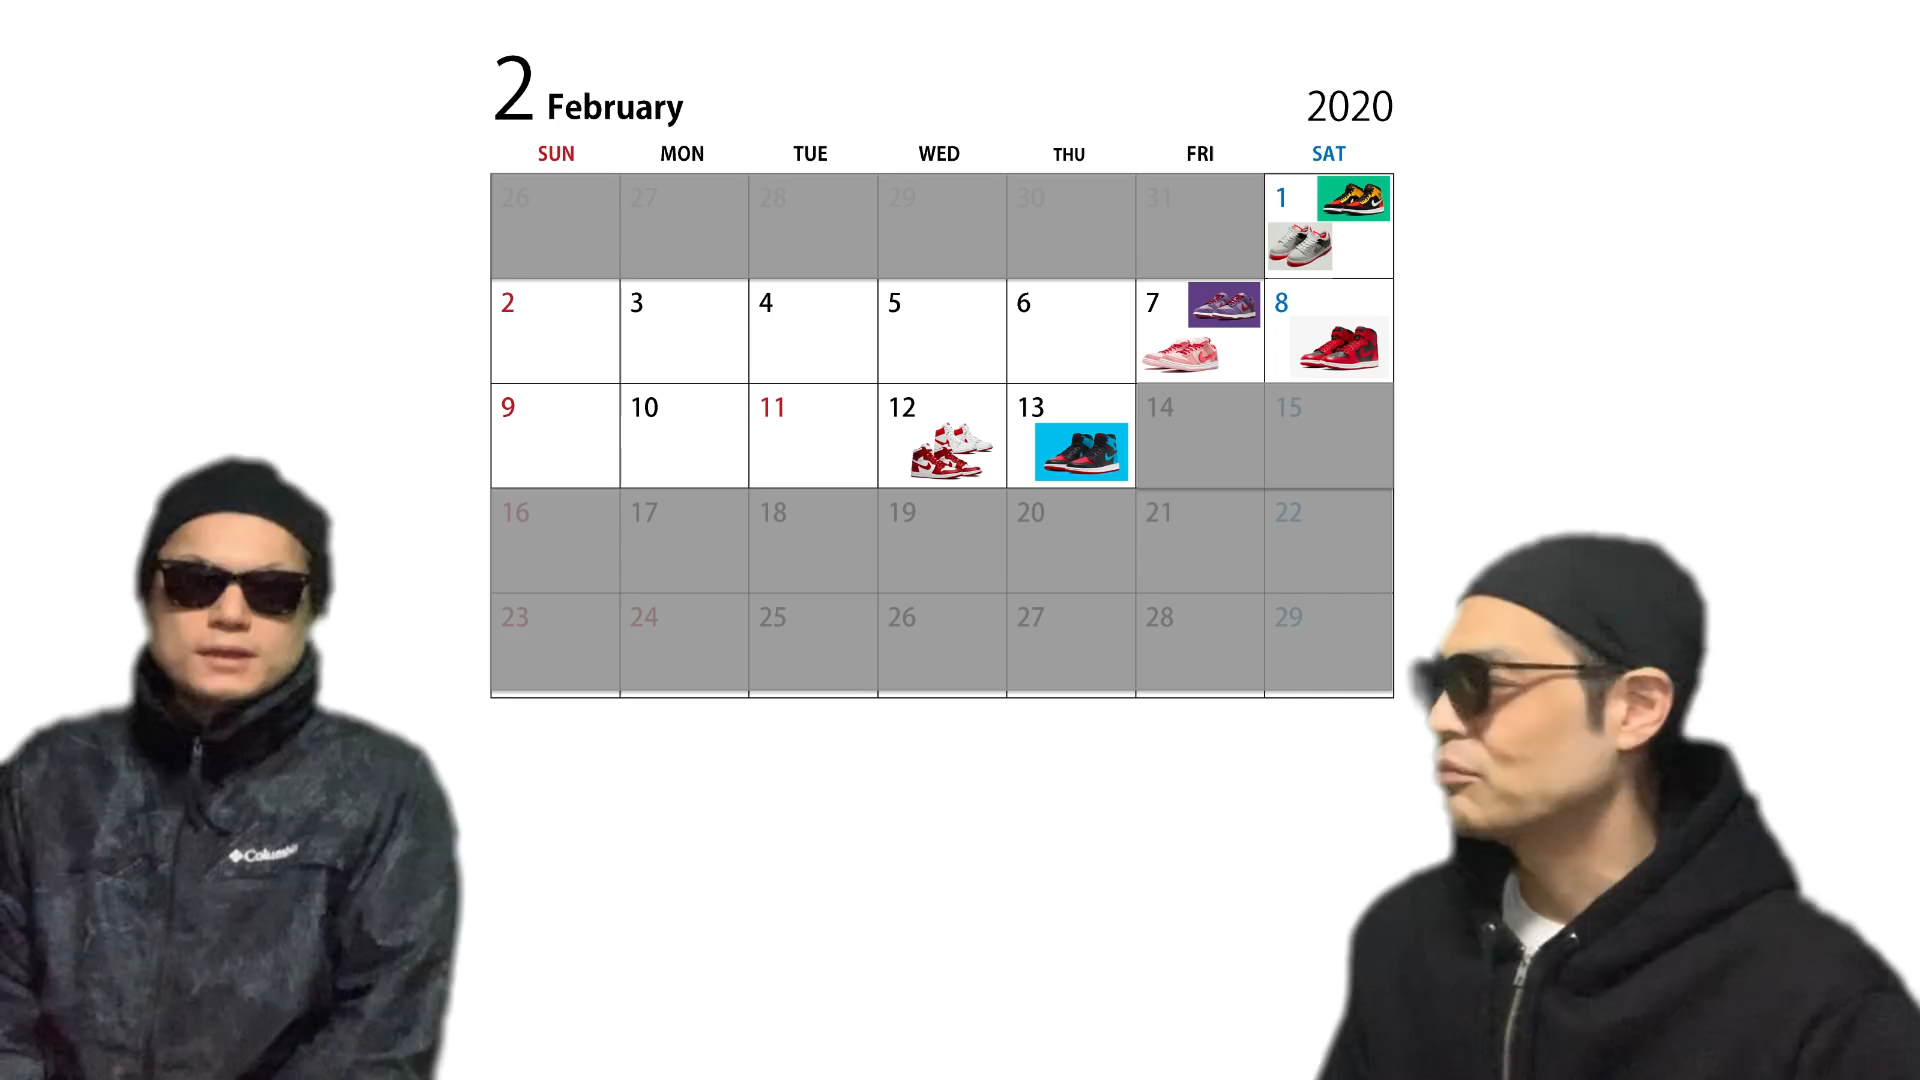 2 February 2020
SUN MON TUE WED THU FRI SAT
26 27 28 29 30 31 1
2 3 4 5 6 7 8
9 10 11 12 13 14 15
16 17 18 19 20 21 22
23 24 25 26 27 28 29
Columbia